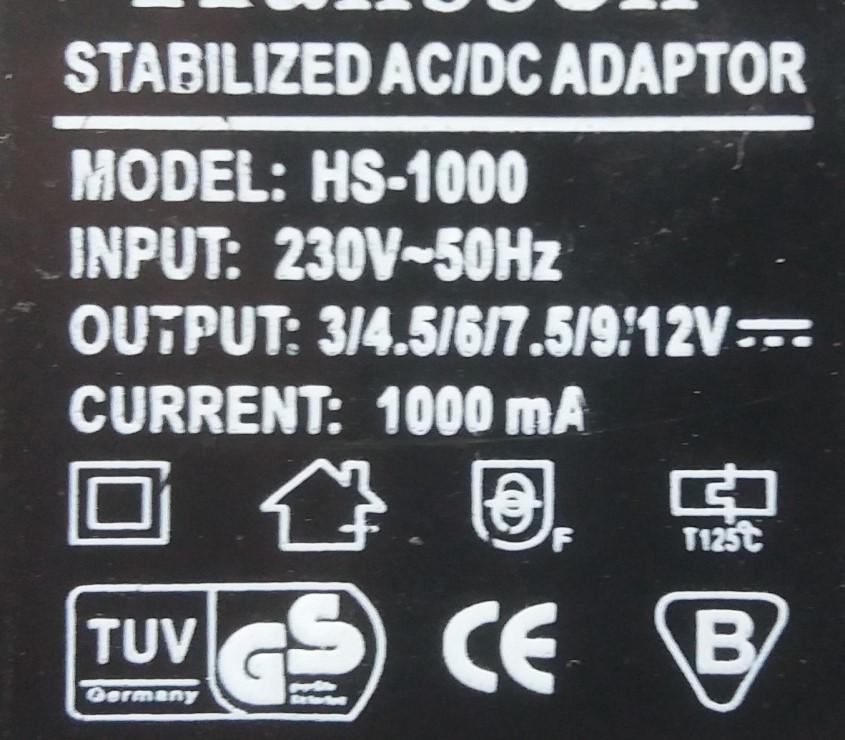 STABILIZED AC/DC ADAPTOR
MODEL: HS-1000
INPUT: 230V~50Hz
OUTPUT: 3/4.5/6/7.5/9/12V
CURRENT: 1000 mA
F
T125℃
TUV
Germany
GS
CE
B